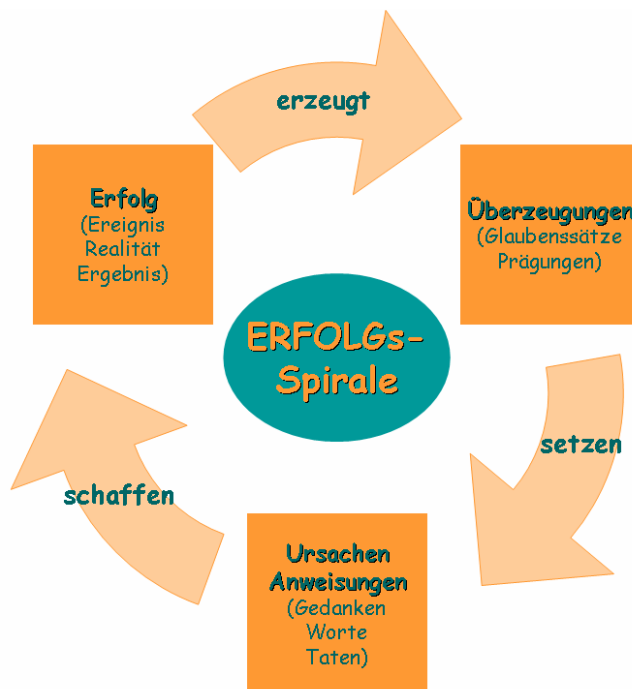 erzeugt
Erfolg
(Ereignis
Realität
Ergebnis)
Überzeugungen
(Glaubenssätze
Prägungen)
ERFOLGs-
Spirale
setzen
schaffen
Ursachen
Anweisungen
(Gedanken
Worte
Taten)